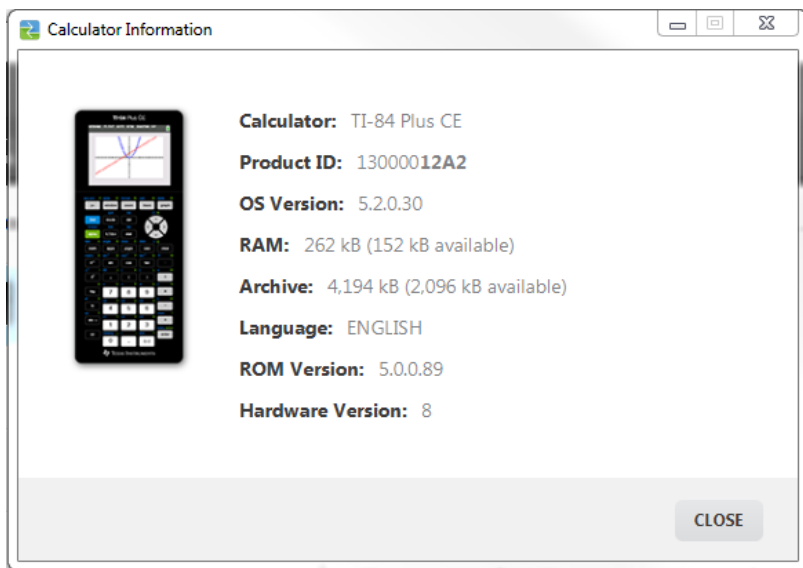 Calculator Information
Calculator: TI-84 Plus CE
Product ID: 13000012A2
OS Version: 5.2.0.30
RAM: 262 kB (152 kB available)
Archive: 4,194 kB (2,096 kB available)
Language: ENGLISH
ROM Version: 5.0.0.89
Hardware Version: 8
TEXAS INSTRUMENTS
CLOSE